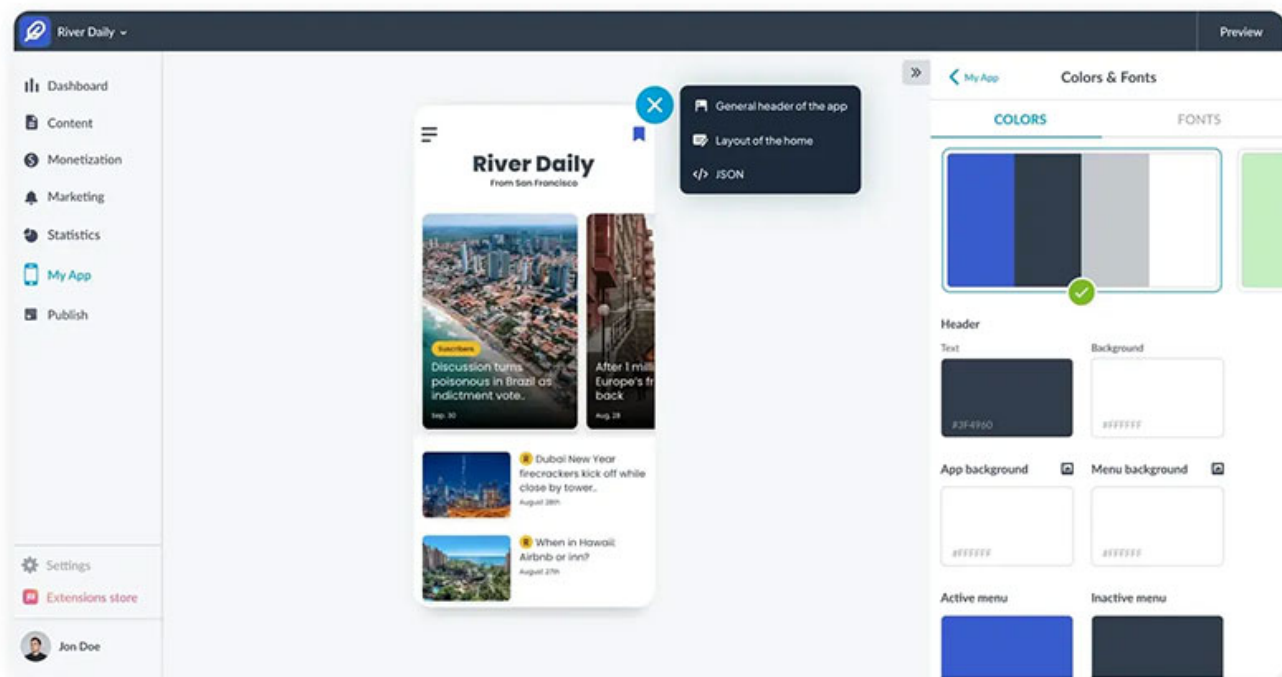 River Daily
Preview
Dashboard
Content
Monetization
Marketing
Statistics
My App
Publish
Settings
Extensions store
Jon Doe
River Daily
From San Francisco
Suscribers
Discussion turns
poisonous in Brazil as
indictment vote..
Sep. 30
After 1 mill
Europe's fr
back
Aug, 28
R Dubai New Year
firecrackers kick off while
close by tower..
August 28th
R When in Hawaii:
Airbnb or inn?
August 27th
General header of the app
Layout of the home
</> JSON
My App
Colors & Fonts
COLORS
FONTS
Header
Text
Background
#3F4960
#FFFFFF
App background
Menu background
#FFFFFF
#FFFFFF
Active menu
Inactive menu